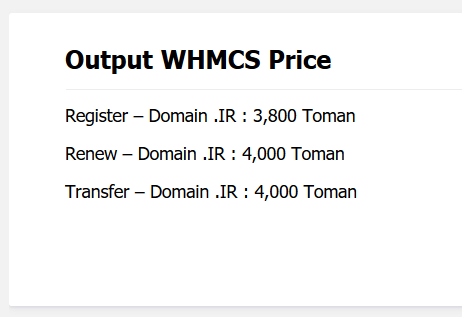 Output WHMCS Price
Register – Domain .IR : 3,800 Toman
Renew – Domain .IR : 4,000 Toman
Transfer – Domain .IR : 4,000 Toman